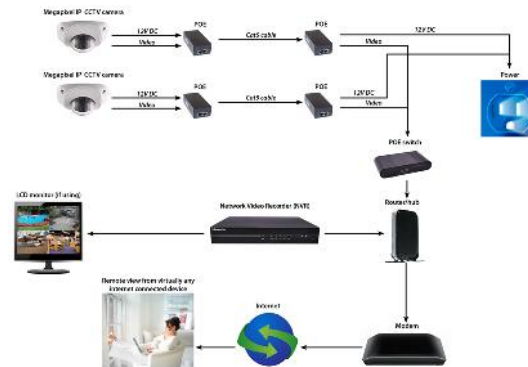 Megapixel IP CCTV camera
POE
POE
12V DC
Video
Cat5 cable
12V DC
Video
Megapixel IP CCTV camera
POE
POE
12V DC
Video
Cat5 cable
12V DC
Video
Power
POE switch
LCD monitor (if using)
Network Video Recorder (NVR)
Router/hub
Remote view from virtually any
internet connected device
Internet
Modem